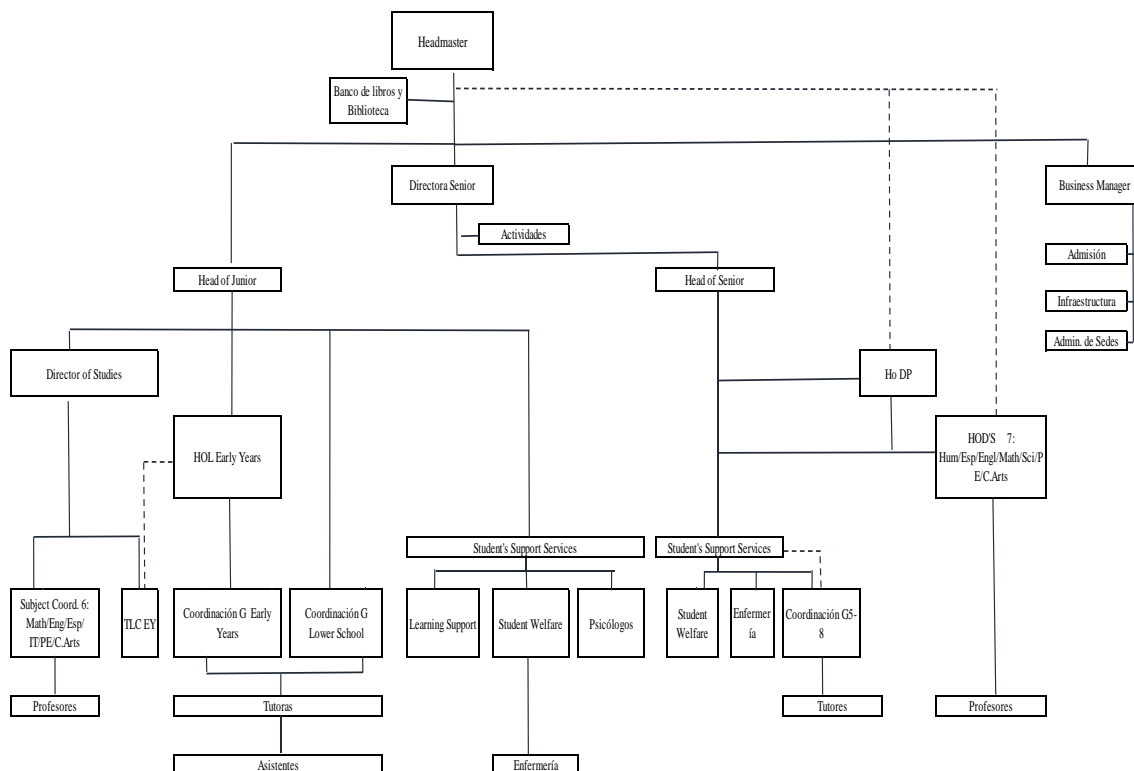 Headmaster
Banco de libros y
Biblioteca
Directora Senior
Business Manager
Actividades
Admisión
Head of Junior
Head of Senior
Infraestructura
Admin. de Sedes
Director of Studies
Ho DP
HOL Early Years
HOD'S 7:
Hum/Esp/Engl/Math/Sci/P
E/C.Arts
Student's Support Services
Student's Support Services
Subject Coord. 6:
Math/Eng/Esp/
IT/PE/C.Arts
TLC EY
Coordinación G Early
Years
Coordinación G
Lower School
Learning Support
Student Welfare
Psicólogos
Student
Welfare
Enfermer
ía
Coordinación G5-
8
Profesores
Tutoras
Tutores
Profesores
Asistentes
Enfermería